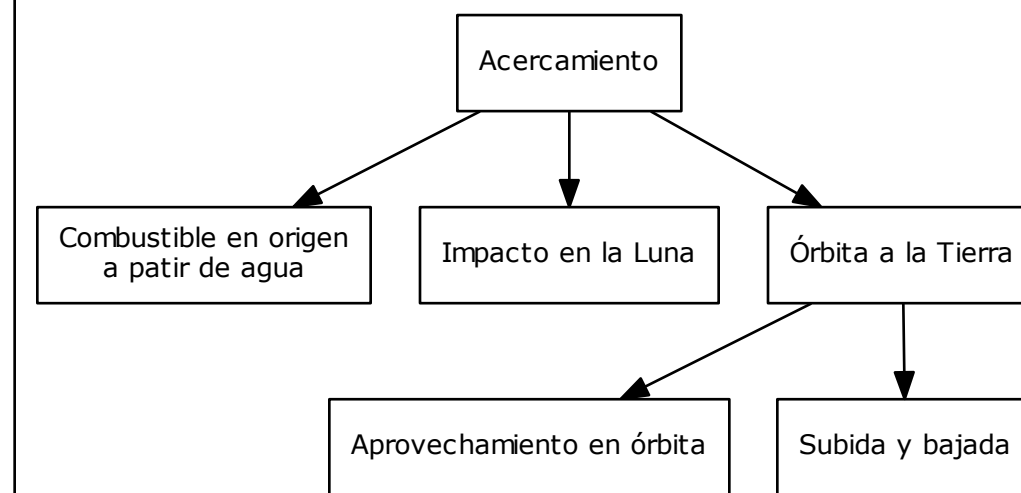 Acercamiento
Combustible en origen
a patir de agua
Impacto en la Luna
Órbita a la Tierra
Aprovechamiento en órbita
Subida y bajada